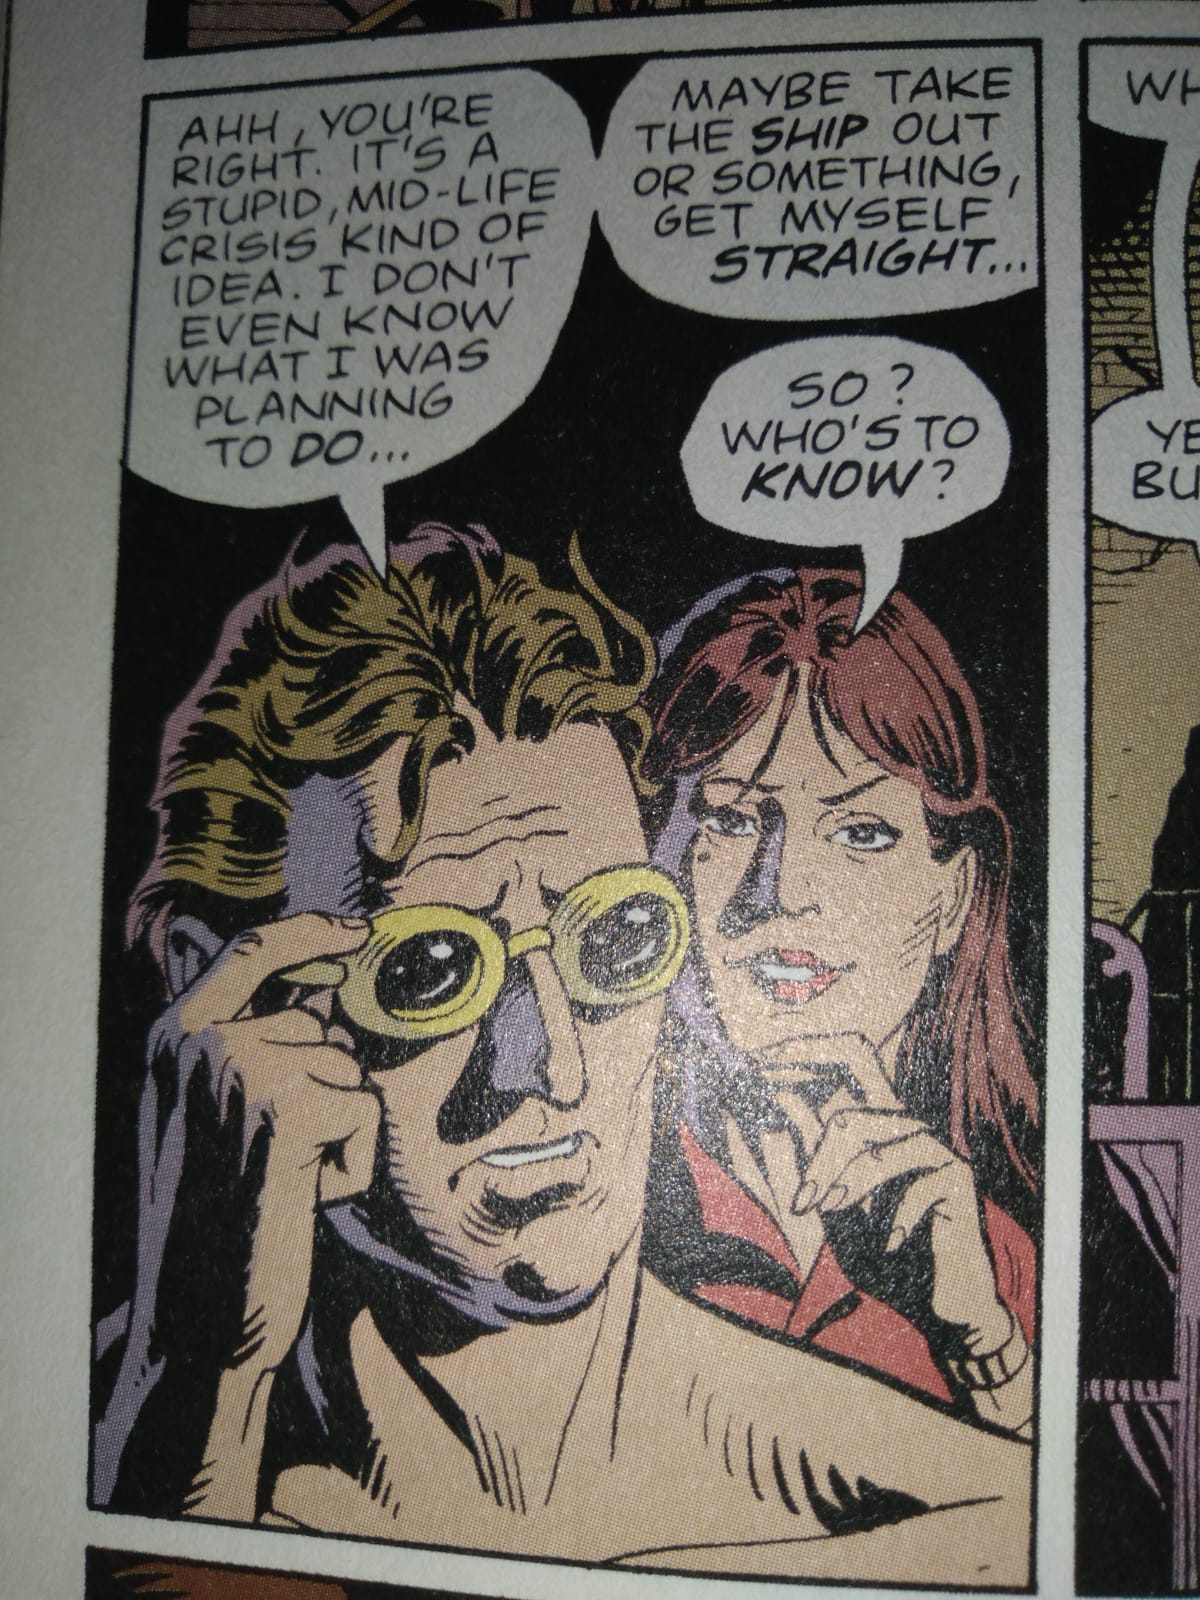 AHH, YOU'RE
RIGHT. IT'S A
STUPID, MID-LIFE
CRISIS KIND OF
IDEA. I DON'T
EVEN KNOW
WHAT I WAS
PLANNING
TO DO...
MAYBE TAKE
THE SHIP OUT
OR SOMETHING,
GET MYSELF
STRAIGHT...
SO?
WHO'S TO
KNOW?